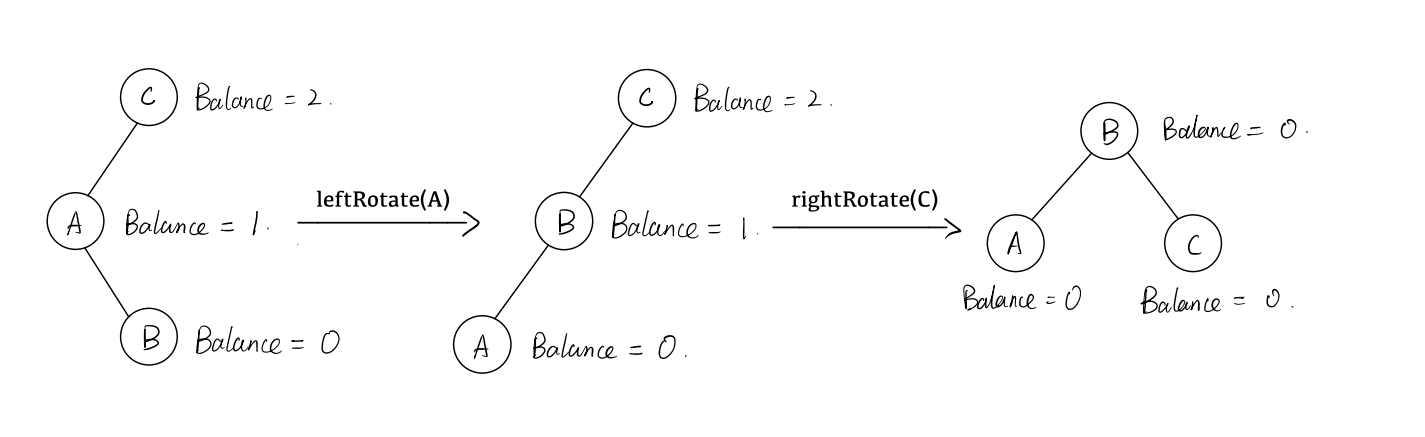 C Balance = 2.
A Balance = 1.
B Balance = 0
leftRotate(A)
C Balance = 2.
B Balance = 1.
A Balance = 0.
rightRotate(C)
B Balance = 0.
A
Balance = 0
C
Balance = 0.